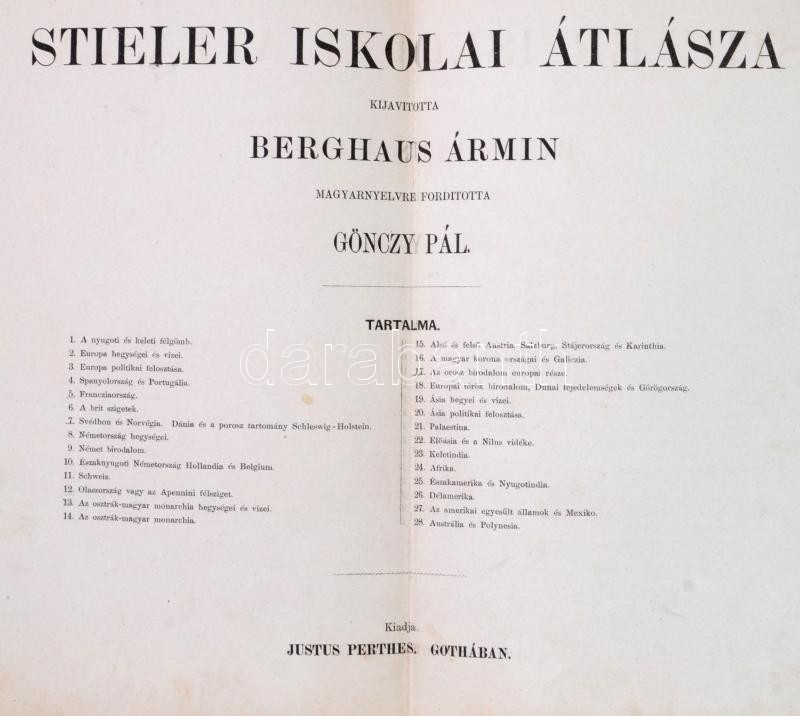 STIELER ISKOLAI ÁTLÁSZA
KIJAVITOTTA
BERGHAUS ÁRMIN
MAGYARNYELVRE FORDITOTTA
GÖNCZY PÁL.
TARTALMA.
1. A nyugoti és keleti félgömb.
2. Europa hegységei és vizei.
3. Europa politikai felosztása.
4. Spanyolország és Portugália.
5. Francziaország.
6. A brit szigetek.
7. Svédhon és Norvégia. Dánia és a porosz tartomány Schleswig-Holstein.
8. Németország hegységei.
9. Német birodalom.
10. Északnyugoti Németország Hollandia és Belgium.
11. Schweiz.
12. Olaszország vagy az Apennini félsziget.
13. Az osztrák-magyar monarchia hegységei és vizei.
14. Az osztrák-magyar monarchia.
15. Alsó és felső Austria, Salzburg, Stájerország és Karinthia.
16. A magyar korona országai és Galiczia.
17. Az orosz birodalom europai része.
18. Europai török birodalom, Dunai fejedelemségek és Görögország.
19. Ásia hegyei és vizei.
20. Ásia politikai felosztása.
21. Palaestina.
22. Előásia és a Nilus vidéke.
23. Keletindia.
24. Afrika.
25. Északamerika és Nyugotindia.
26. Délamerika.
27. Az amerikai egyesült államok és Mexiko.
28. Austrália és Polynesia.
Kiadja
JUSTUS PERTHES. GOTHÁBAN.